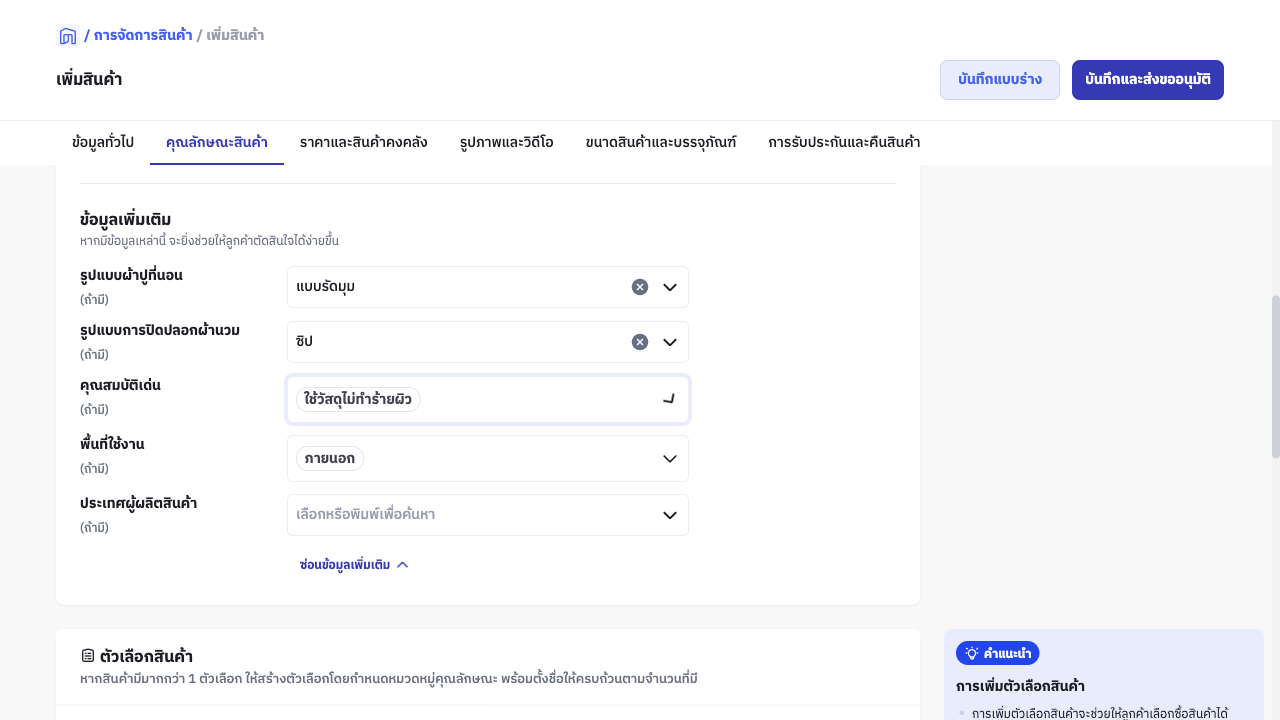 / การจัดการสินค้า / เพิ่มสินค้า
เพิ่มสินค้า
บันทึกแบบร่าง
บันทึกและส่งขออนุมัติ
ข้อมูลทั่วไป คุณลักษณะสินค้า ราคาและสินค้าคงคลัง รูปภาพและวิดีโอ ขนาดสินค้าและบรรจุภัณฑ์ การรับประกันและคืนสินค้า
ข้อมูลเพิ่มเติม
หากมีข้อมูลเหล่านี้ จะยิ่งช่วยให้ลูกค้าตัดสินใจได้ง่ายขึ้น
รูปแบบผ้าปูที่นอน
(ถ้ามี)
แบบรัดมุม
รูปแบบการปิดปลอกผ้านวม
(ถ้ามี)
ซิป
คุณสมบัติเด่น
(ถ้ามี)
ใช้วัสดุไม่ทำร้ายผิว
พื้นที่ใช้งาน
(ถ้ามี)
ภายนอก
ประเทศผู้ผลิตสินค้า
(ถ้ามี)
เลือกหรือพิมพ์เพื่อค้นหา
ซ่อนข้อมูลเพิ่มเติม
ตัวเลือกสินค้า
หากสินค้ามีมากกว่า 1 ตัวเลือก ให้สร้างตัวเลือกโดยกำหนดหมวดหมู่คุณลักษณะ พร้อมตั้งชื่อให้ครบถ้วนตามจำนวนที่มี
คำแนะนำ
การเพิ่มตัวเลือกสินค้า
การเพิ่มตัวเลือกสินค้าจะช่วยให้ลูกค้าเลือกซื้อสินค้าได้